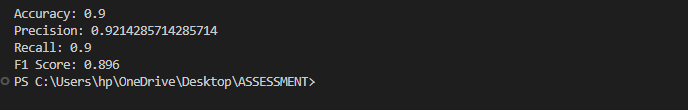 Accuracy: 0.9
Precision: 0.9214285714285714
Recall: 0.9
F1 Score: 0.896
PS C:\Users\hp\OneDrive\Desktop\ASSESSMENT>